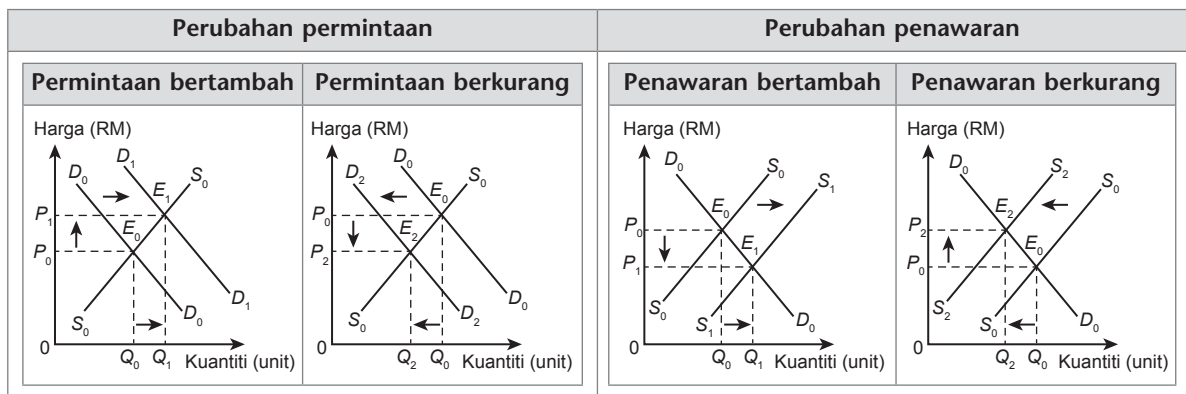 Perubahan permintaan
Perubahan penawaran
Permintaan bertambah
Permintaan berkurang
Penawaran bertambah
Penawaran berkurang
Harga (RM)
D₁
D₀
S₀
E₁
P₁
E₀
P₀
D₁
S₀
D₀
0
Q₀ Q₁ Kuantiti (unit)
Harga (RM)
D₀
D₂
S₀
E₀
P₀
E₂
P₂
D₀
S₀
D₂
0
Q₂ Q₀ Kuantiti (unit)
Harga (RM)
D₀
S₀
S₁
E₀
P₀
E₁
P₁
S₀
S₁
D₀
0
Q₀ Q₁ Kuantiti (unit)
Harga (RM)
D₀
S₂
S₀
E₂
P₂
E₀
P₀
S₂
S₀
D₀
0
Q₂ Q₀ Kuantiti (unit)